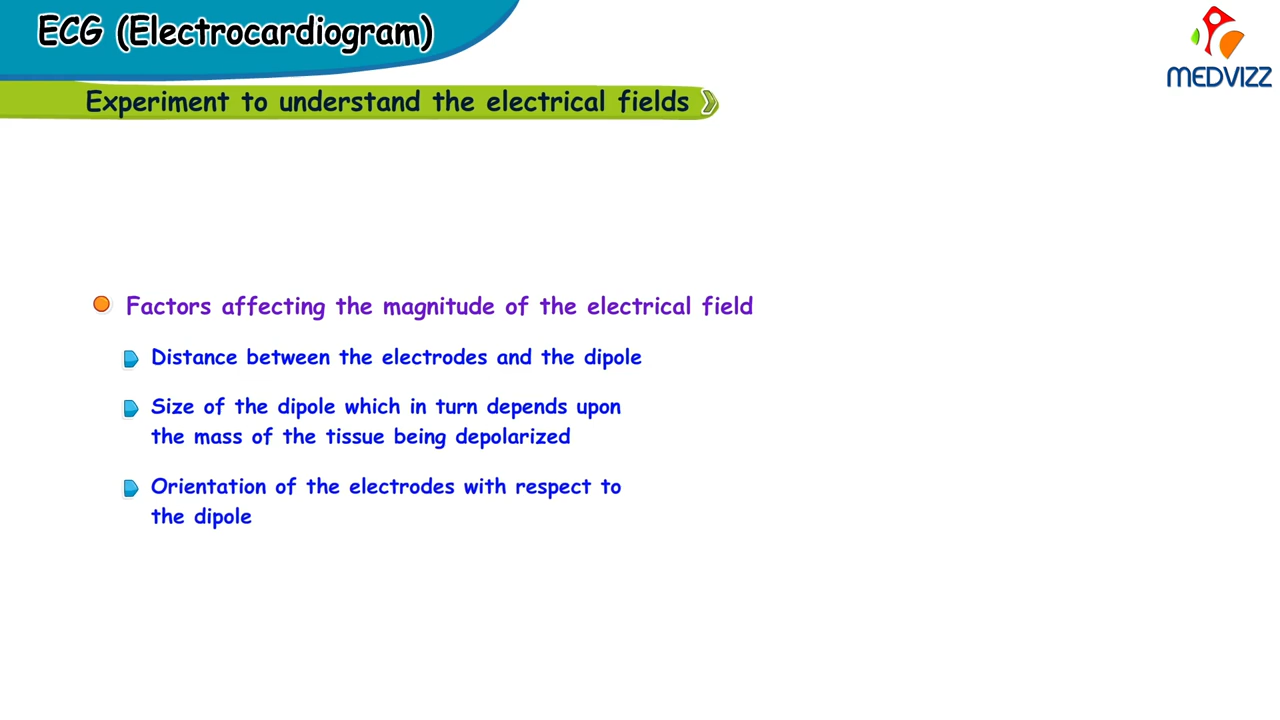 ECG (Electrocardiogram)
MEDVIZZ
Experiment to understand the electrical fields
Factors affecting the magnitude of the electrical field
Distance between the electrodes and the dipole
Size of the dipole which in turn depends upon
the mass of the tissue being depolarized
Orientation of the electrodes with respect to
the dipole